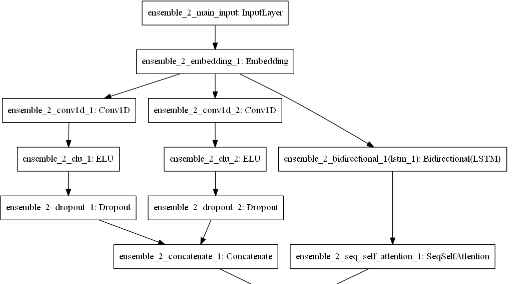 ensemble_2_main_input: InputLayer
ensemble_2_embedding_1: Embedding
ensemble_2_conv1d_1: Conv1D
ensemble_2_conv1d_2: Conv1D
ensemble_2_elu_1: ELU
ensemble_2_elu_2: ELU
ensemble_2_bidirectional_1(lstm_1): Bidirectional(LSTM)
ensemble_2_dropout_1: Dropout
ensemble_2_dropout_2: Dropout
ensemble_2_concatenate_1: Concatenate
ensemble_2_seq_self_attention_1: SeqSelfAttention